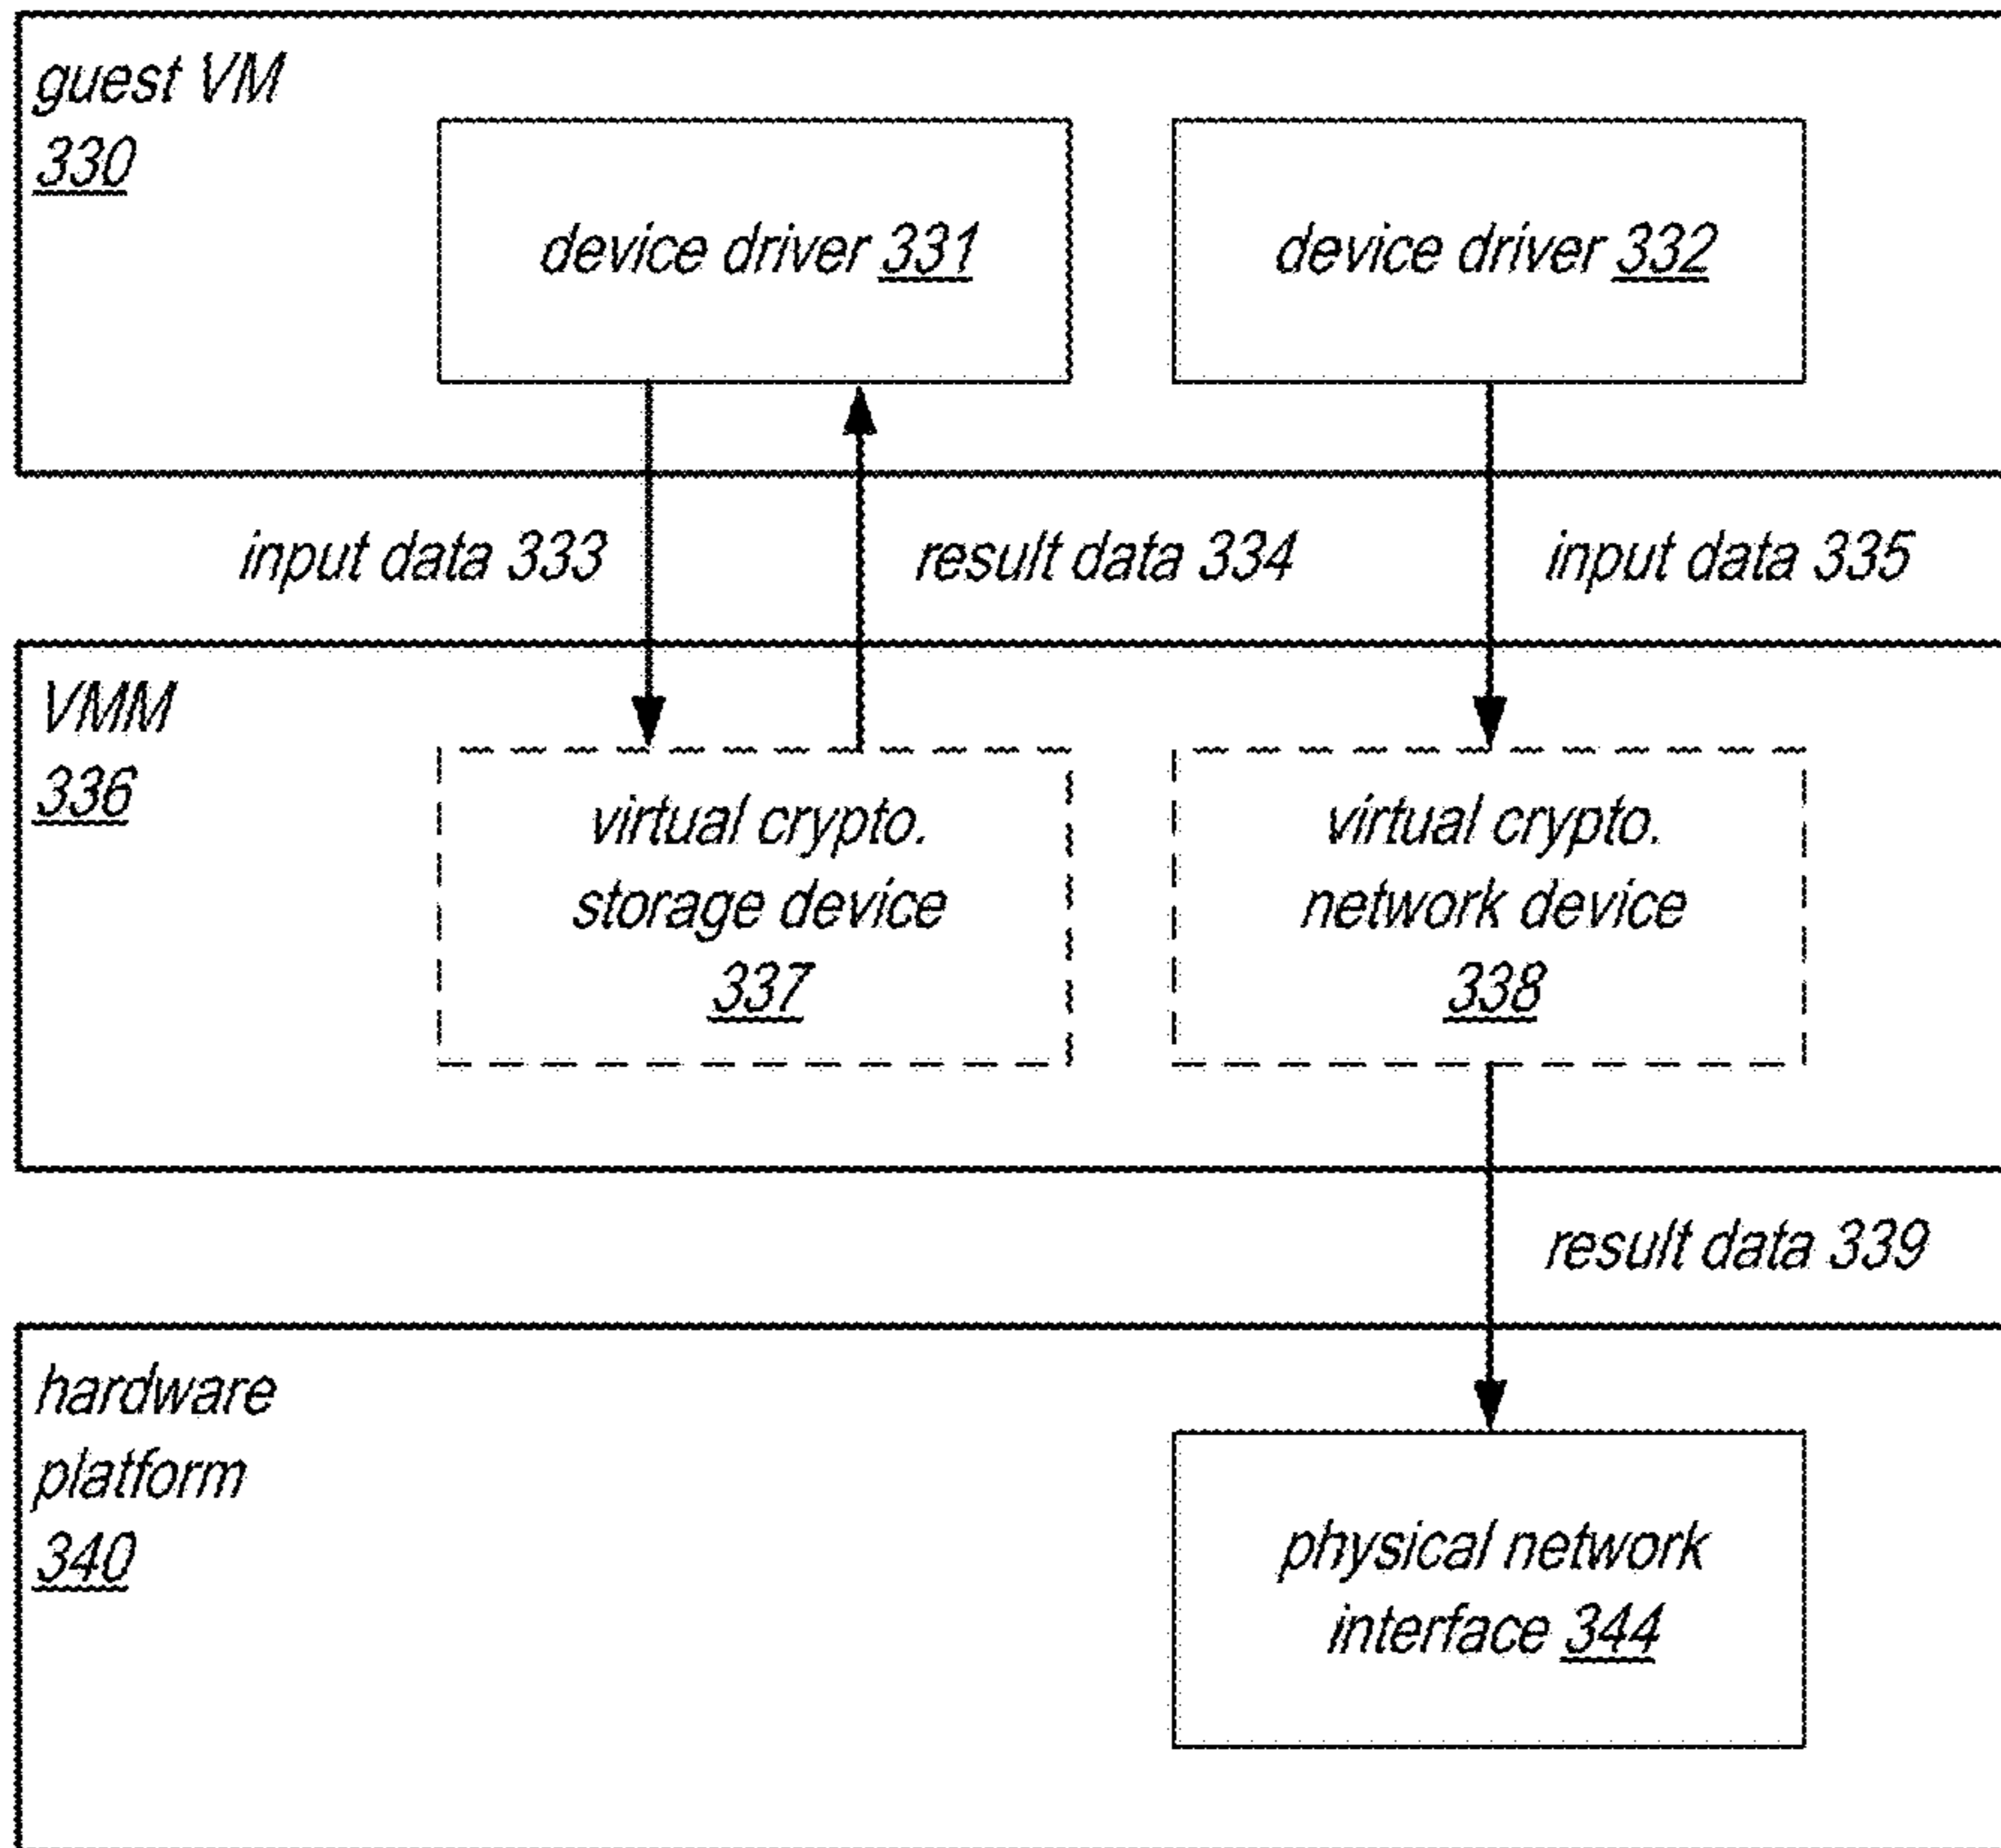 guest VM
330
device driver 331
device driver 332
input data 333
result data 334
input data 335
VMM
336
virtual crypto.
storage device
337
virtual crypto.
network device
338
result data 339
hardware
platform
340
physical network
interface 344